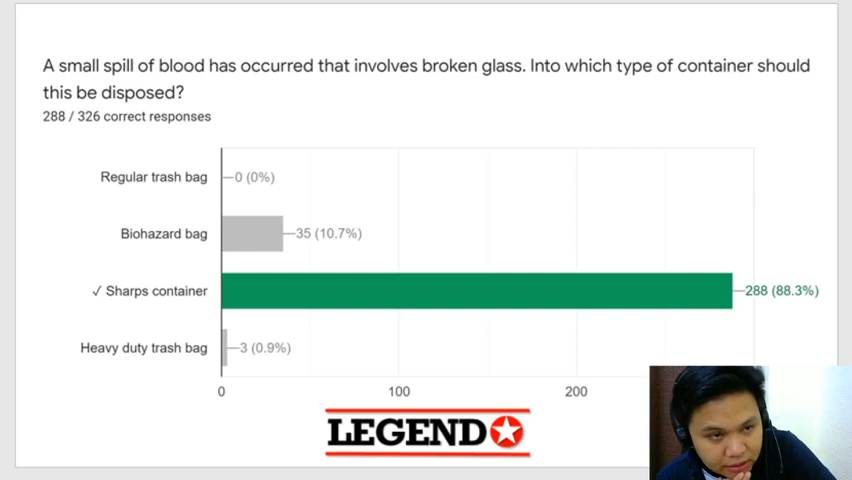 A small spill of blood has occurred that involves broken glass. Into which type of container should
this be disposed?
288 / 326 correct responses
Regular trash bag
0 (0%)
Biohazard bag
35 (10.7%)
✓ Sharps container
288 (88.3%)
Heavy duty trash bag
3 (0.9%)
0 100 200
LEGEND